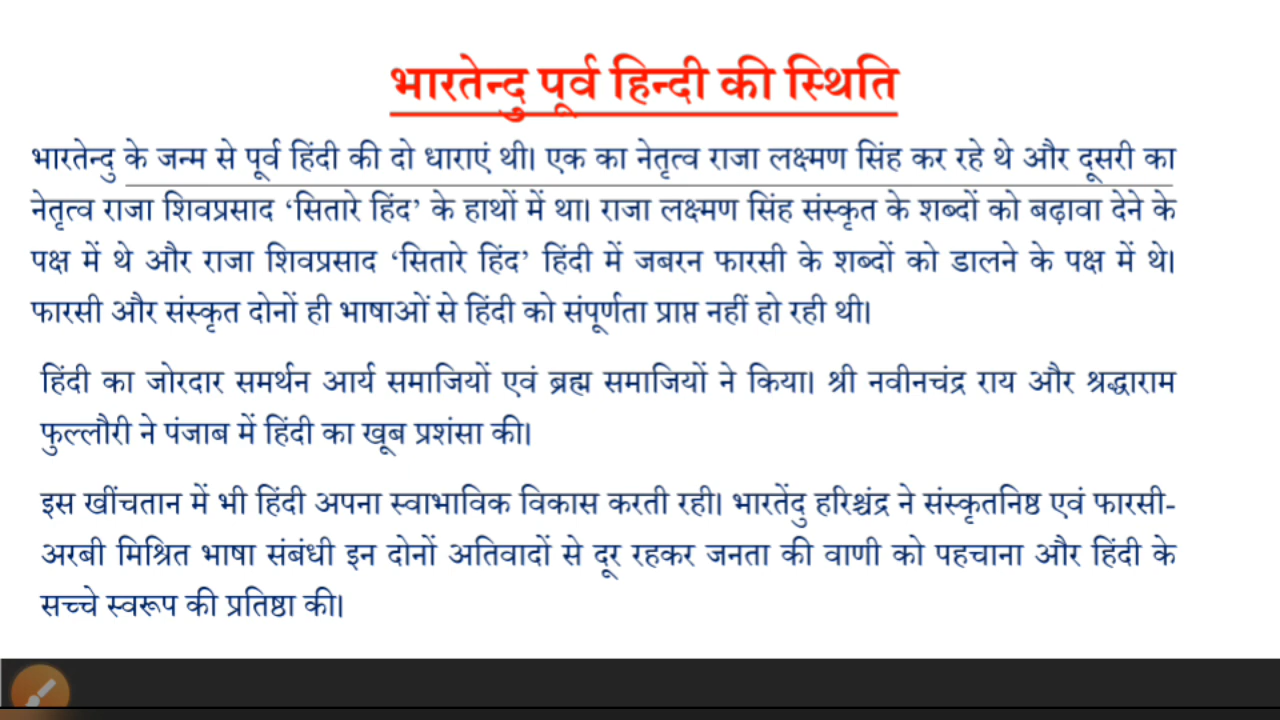 भारतेन्दु पूर्व हिन्दी की स्थिति
भारतेन्दु के जन्म से पूर्व हिंदी की दो धाराएं थी। एक का नेतृत्व राजा लक्ष्मण सिंह कर रहे थे और दूसरी का
नेतृत्व राजा शिवप्रसाद ‘सितारे हिंद’ के हाथों में था। राजा लक्ष्मण सिंह संस्कृत के शब्दों को बढ़ावा देने के
पक्ष में थे और राजा शिवप्रसाद ‘सितारे हिंद’ हिंदी में जबरन फारसी के शब्दों को डालने के पक्ष में थे।
फारसी और संस्कृत दोनों ही भाषाओं से हिंदी को संपूर्णता प्राप्त नहीं हो रही थी।
हिंदी का जोरदार समर्थन आर्य समाजियों एवं ब्रह्म समाजियों ने किया। श्री नवीनचंद्र राय और श्रद्धाराम
फुल्लौरी ने पंजाब में हिंदी का खूब प्रशंसा की।
इस खींचतान में भी हिंदी अपना स्वाभाविक विकास करती रही। भारतेंदु हरिश्चंद्र ने संस्कृतनिष्ठ एवं फारसी-
अरबी मिश्रित भाषा संबंधी इन दोनों अतिवादों से दूर रहकर जनता की वाणी को पहचाना और हिंदी के
सच्चे स्वरूप की प्रतिष्ठा की।